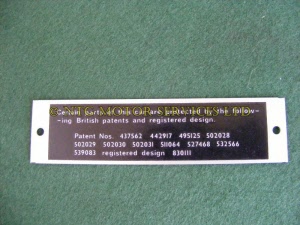 Certain parts of this car are protected by the follow-
-ing British patents and registered design.
Patent Nos. 437562 442917 495125 502028
502029 502030 502031 511064 527468 532566
539083 registered design 830111